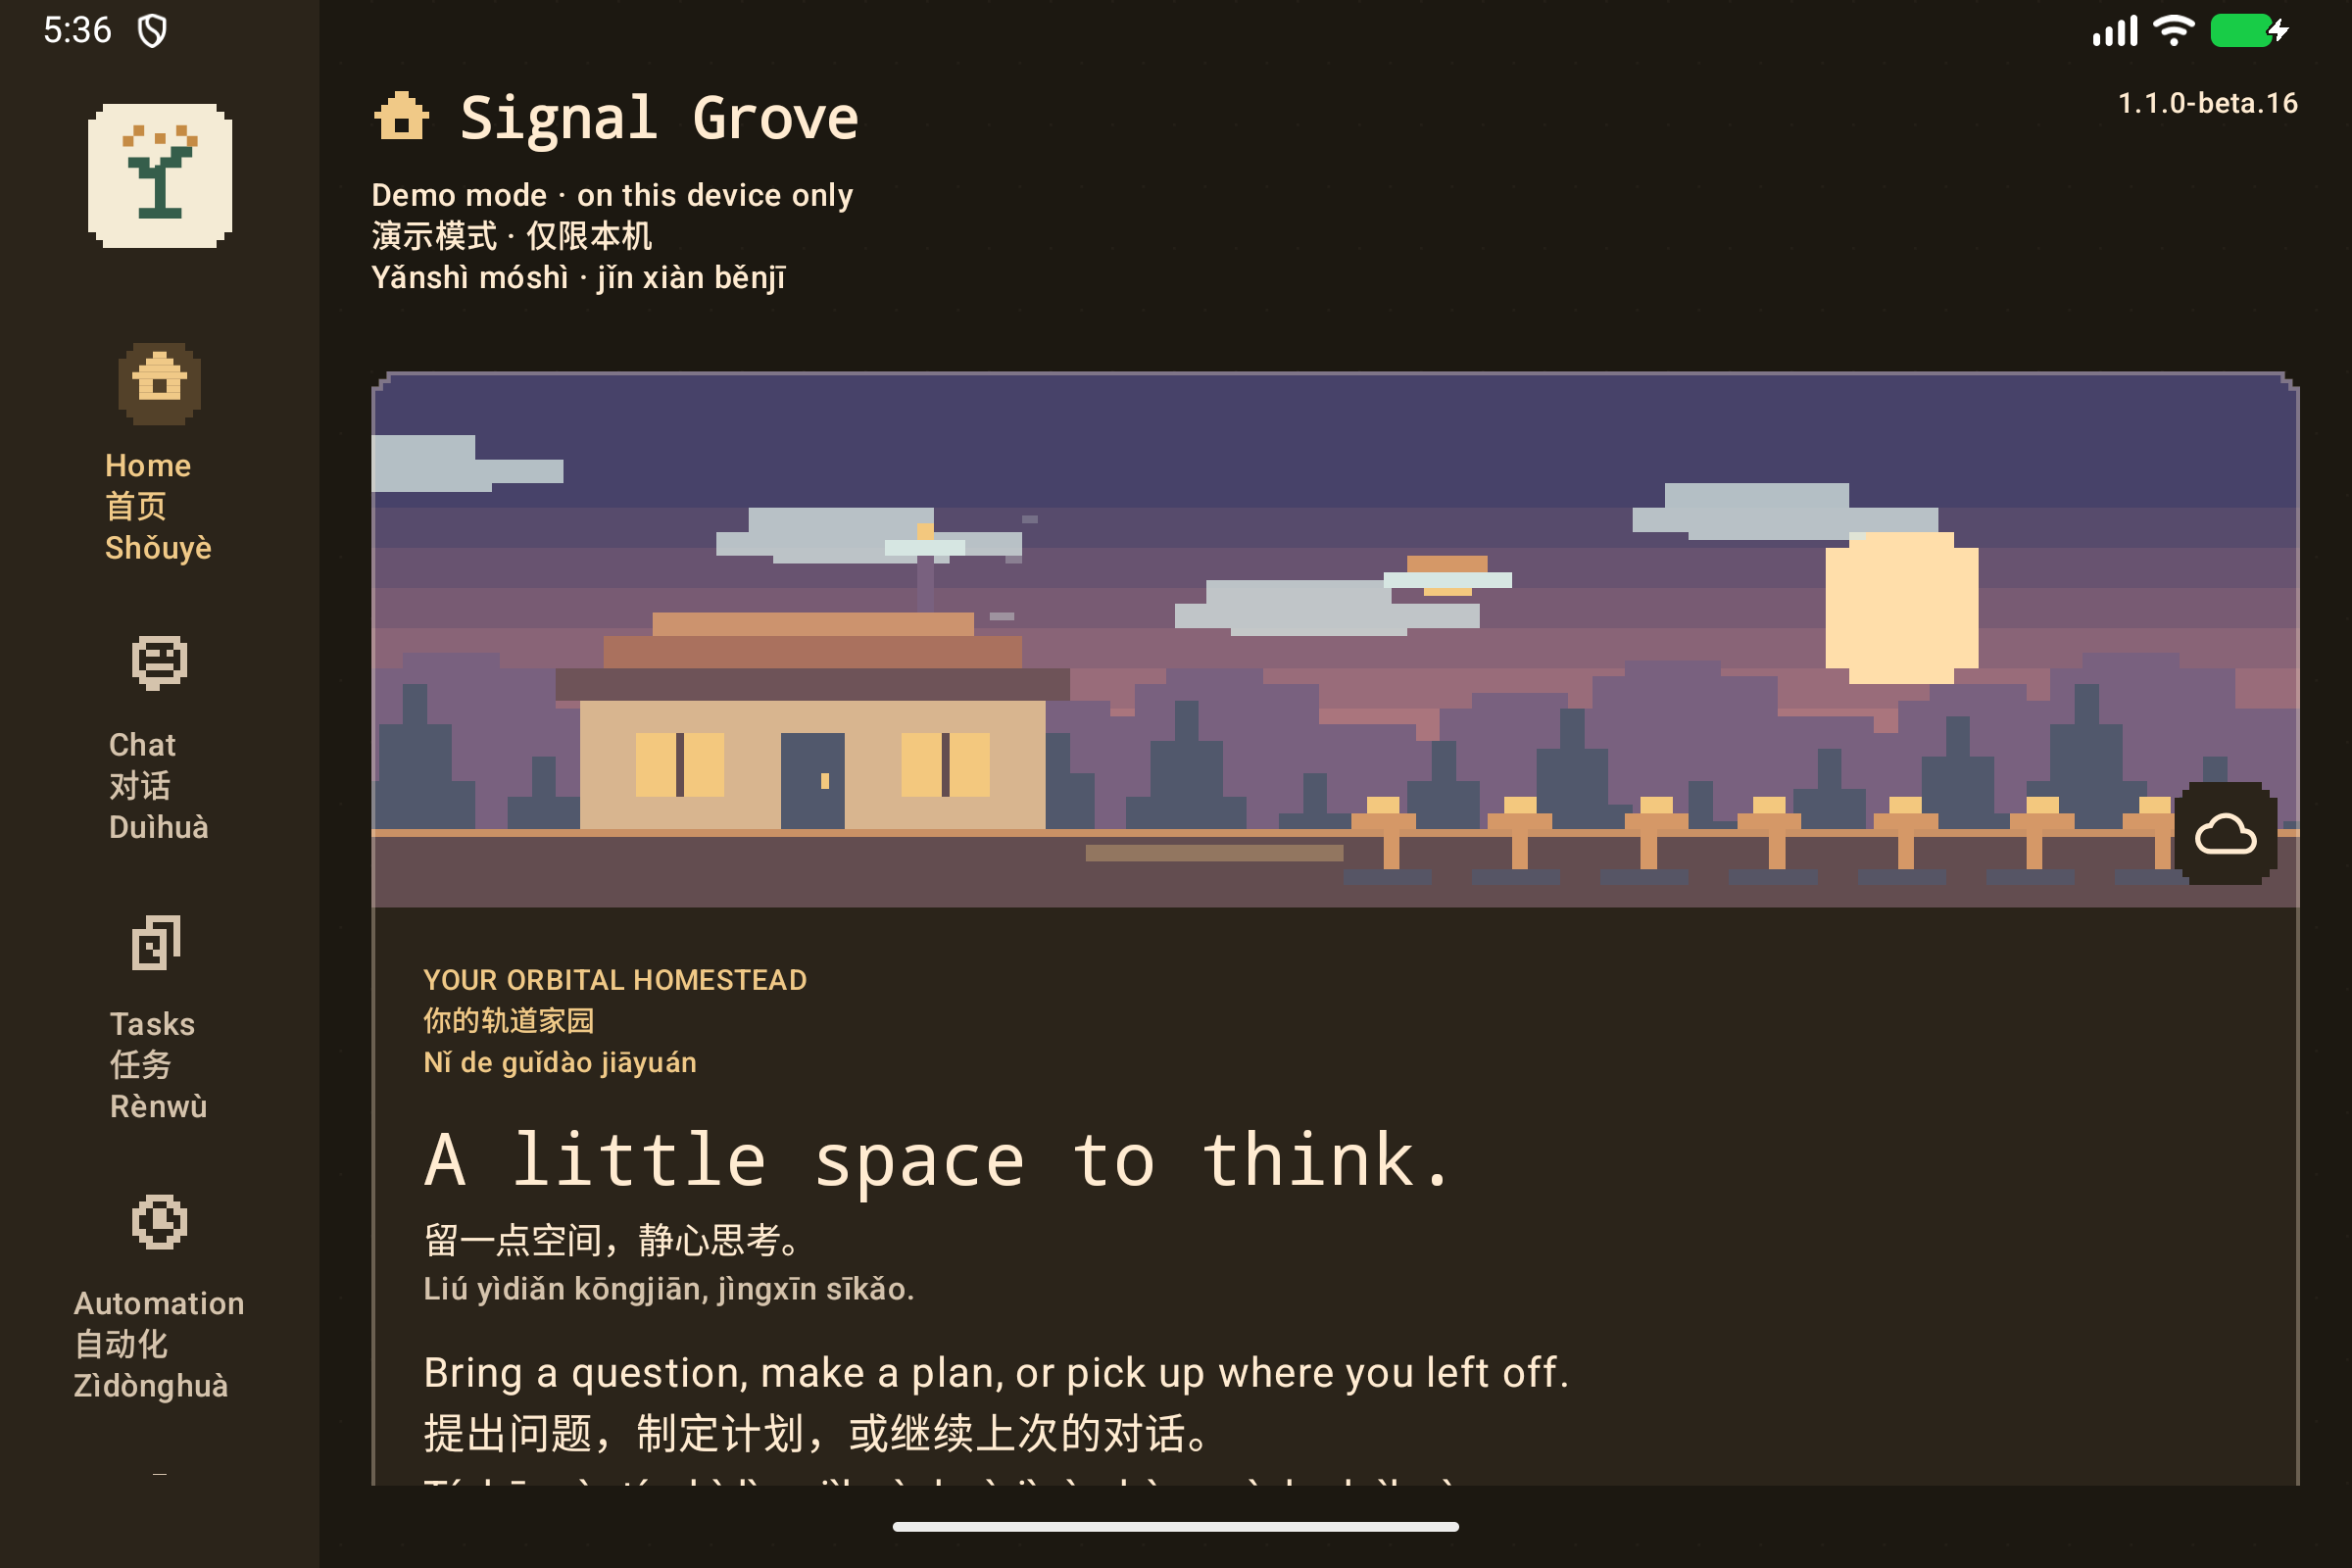 5:36
Signal Grove
1.1.0-beta.16
Demo mode · on this device only
演示模式 · 仅限本机
Yǎnshì móshì · jǐn xiàn běnjī
Home
首页
Shǒuyè
Chat
对话
Duìhuà
Tasks
任务
Rènwù
Automation
自动化
Zìdònghuà
YOUR ORBITAL HOMESTEAD
你的轨道家园
Nǐ de guǐdào jiāyuán
A little space to think.
留一点空间，静心思考。
Liú yìdiǎn kōngjiān, jìngxīn sīkǎo.
Bring a question, make a plan, or pick up where you left off.
提出问题，制定计划，或继续上次的对话。